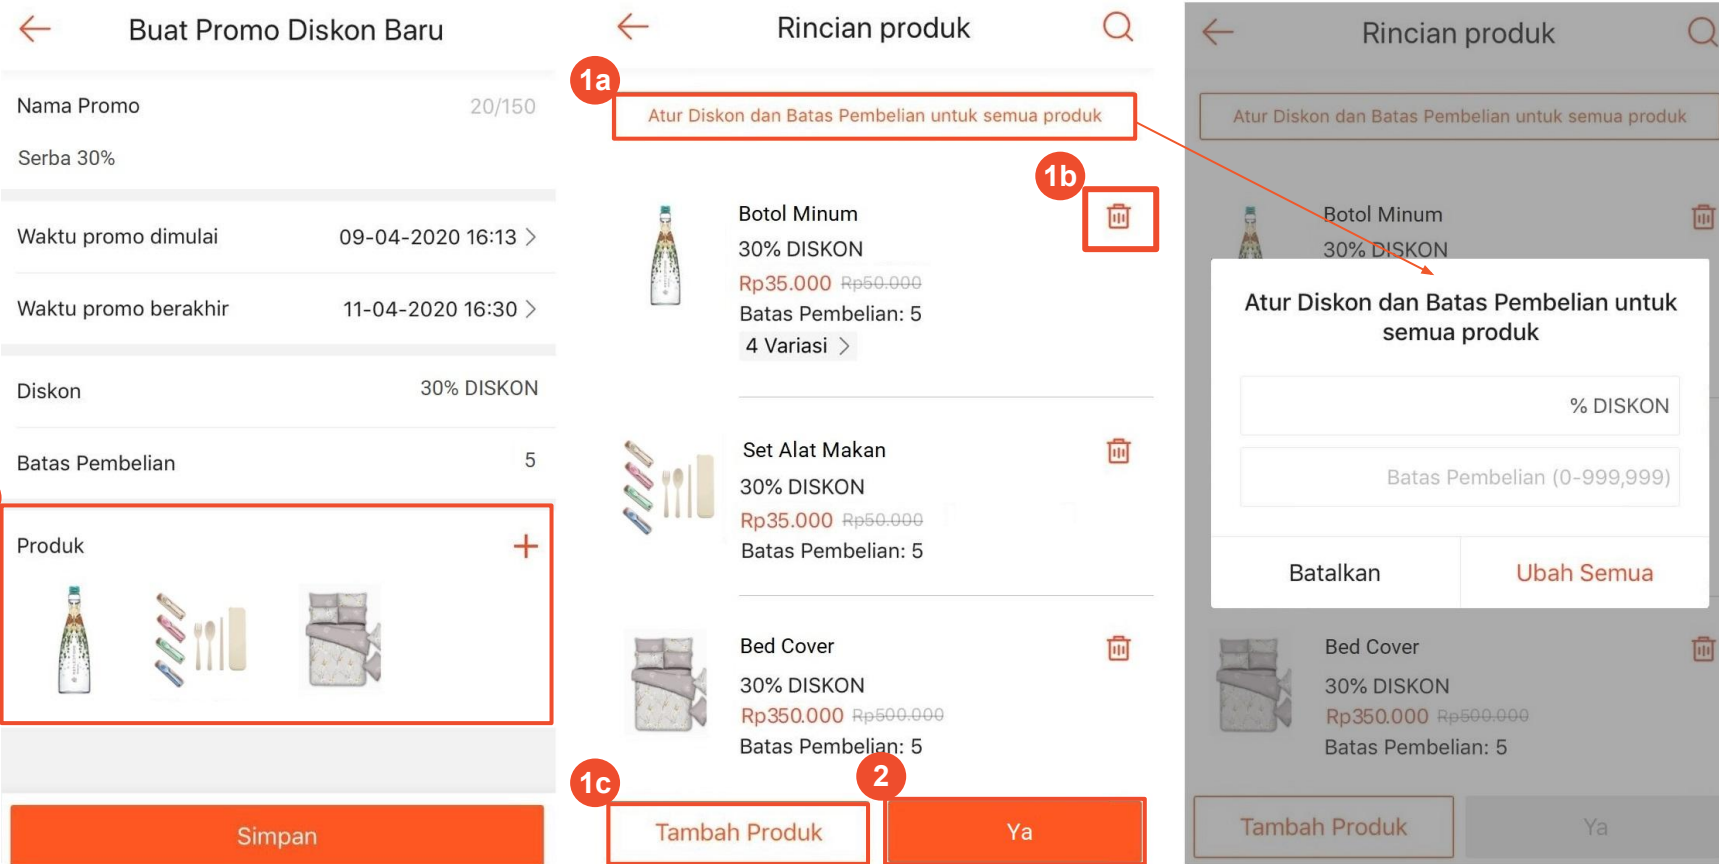 Buat Promo Diskon Baru
Nama Promo 20/150
Serba 30%
Waktu promo dimulai 09-04-2020 16:13
Waktu promo berakhir 11-04-2020 16:30
Diskon 30% DISKON
Batas Pembelian 5
Produk
Simpan
Rincian produk
1a
Atur Diskon dan Batas Pembelian untuk semua produk
1b
Botol Minum
30% DISKON
Rp35.000 Rp50.000
Batas Pembelian: 5
4 Variasi
Set Alat Makan
30% DISKON
Rp35.000 Rp50.000
Batas Pembelian: 5
Bed Cover
30% DISKON
Rp350.000 Rp500.000
Batas Pembelian: 5
1c
2
Tambah Produk
Ya
Rincian produk
Atur Diskon dan Batas Pembelian untuk semua produk
Botol Minum
30% DISKON
Atur Diskon dan Batas Pembelian untuk
semua produk
% DISKON
Batas Pembelian (0-999,999)
Batalkan
Ubah Semua
Bed Cover
30% DISKON
Rp350.000 Rp500.000
Batas Pembelian: 5
Tambah Produk
Ya